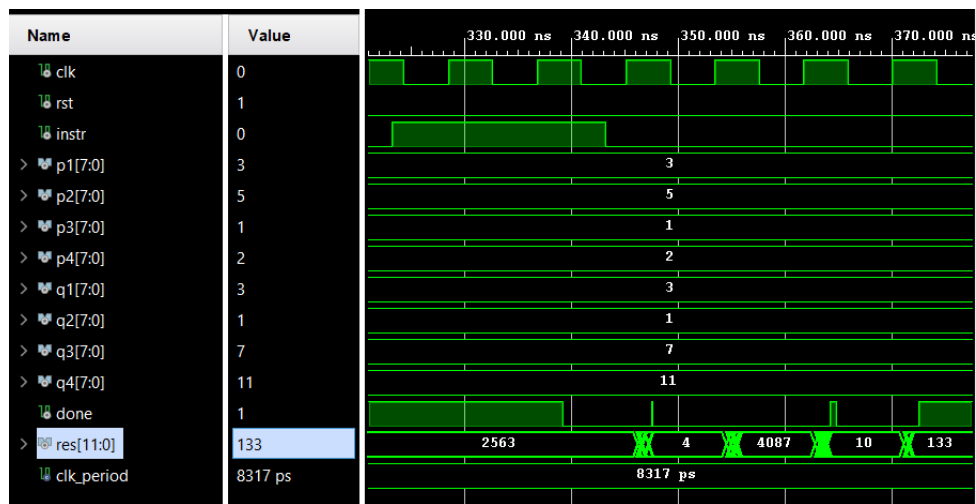 Name Value
330.000 ns 340.000 ns 350.000 ns 360.000 ns 370.000 ns
clk 0
rst 1
instr 0
p1[7:0] 3 3
p2[7:0] 5 5
p3[7:0] 1 1
p4[7:0] 2 2
q1[7:0] 3 3
q2[7:0] 1 1
q3[7:0] 7 7
q4[7:0] 11 11
done 1
res[11:0] 133 2563 4 4087 10 133
clk_period 8317 ps 8317 ps